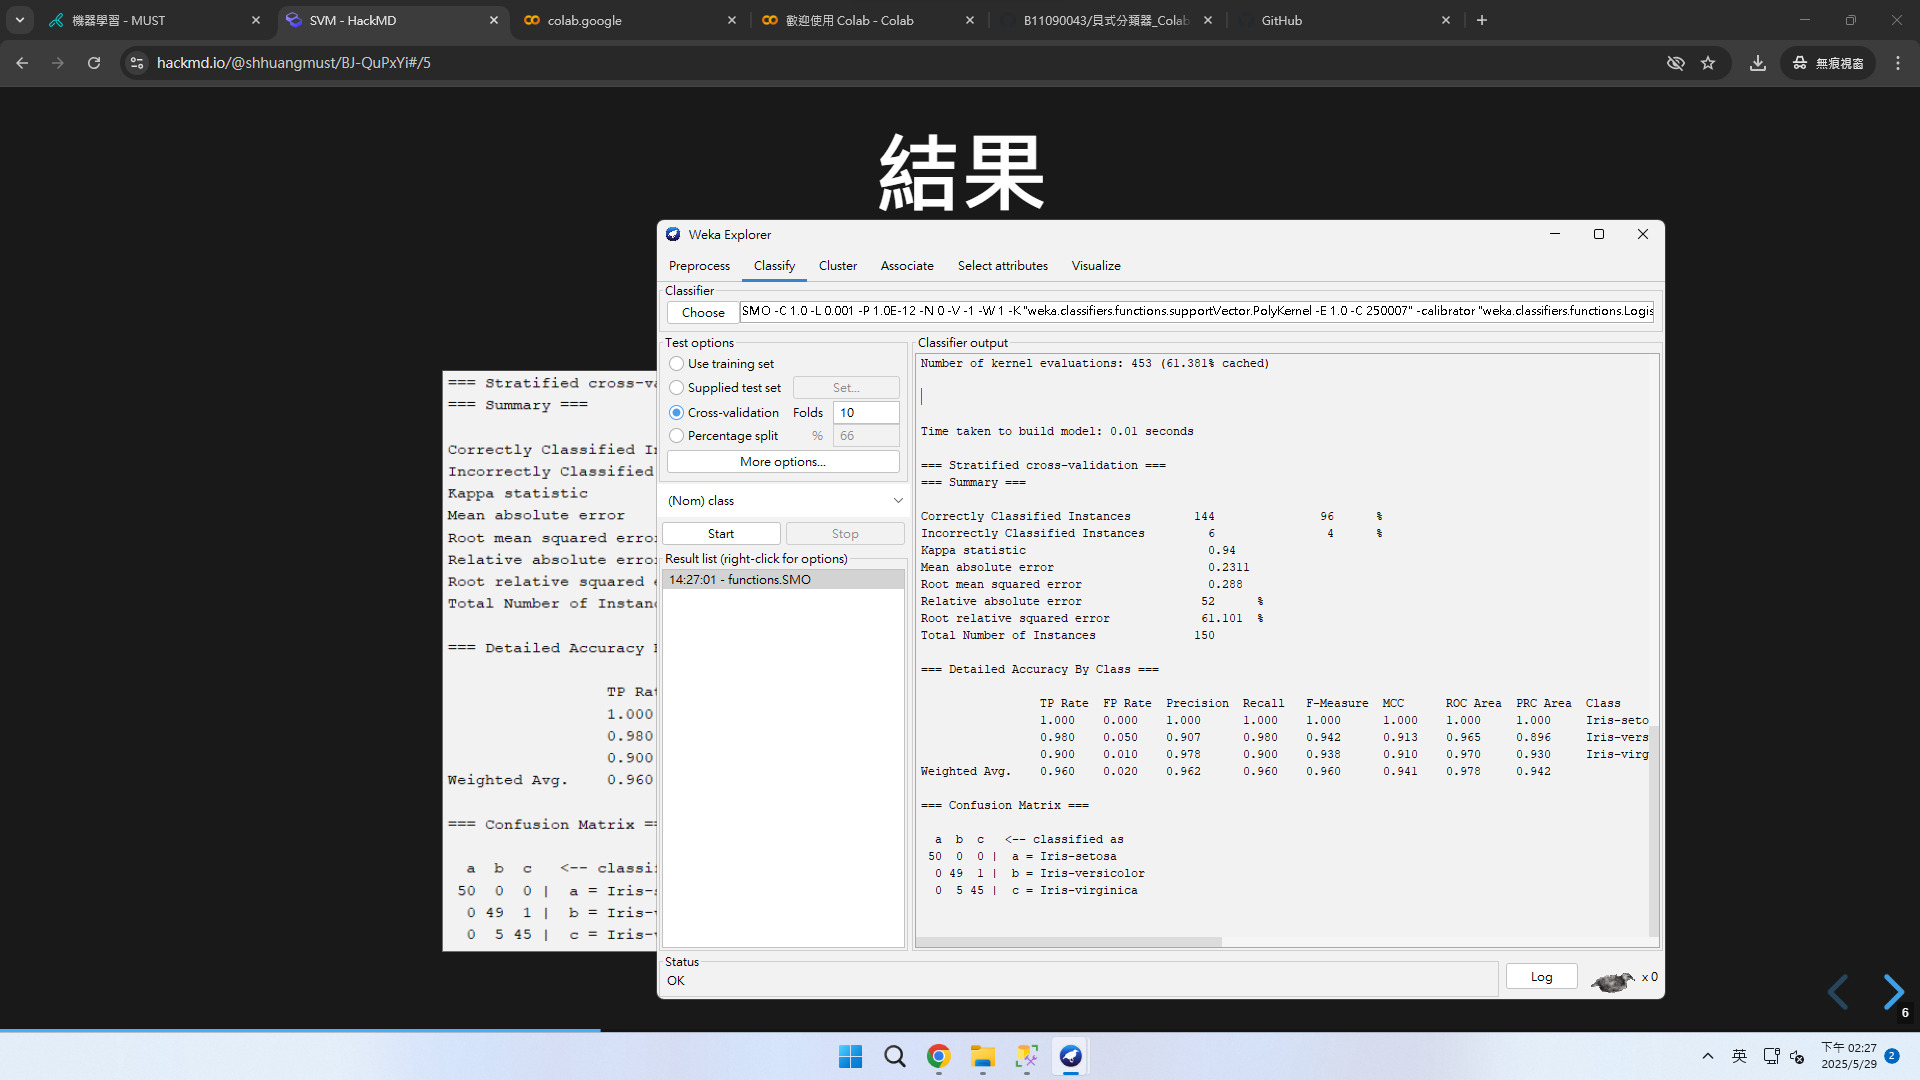 機器學習 - MUST
SVM - HackMD
colab.google
歡迎使用 Colab - Colab
B11090043/貝式分類器_Colab
GitHub
hackmd.io/@shhuangmust/BJ-QuPxYi#/5
無痕視窗
結果
=== Stratified cross-va
=== Summary ===
Correctly Classified I
Incorrectly Classified
Kappa statistic
Mean absolute error
Root mean squared erro
Relative absolute erro
Root relative squared
Total Number of Instan
=== Detailed Accuracy
TP Ra
1.000
0.980
0.900
Weighted Avg. 0.960
=== Confusion Matrix ==
a b c <-- classif
50 0 0 | a = Iris-
0 49 1 | b = Iris-
0 5 45 | c = Iris-
Weka Explorer
Preprocess Classify Cluster Associate Select attributes Visualize
Classifier
Choose SMO -C 1.0 -L 0.001 -P 1.0E-12 -N 0 -V -1 -W 1 -K "weka.classifiers.functions.supportVector.PolyKernel -E 1.0 -C 250007" -calibrator "weka.classifiers.functions.Logis
Test options
Use training set
Supplied test set Set...
Cross-validation Folds 10
Percentage split % 66
More options...
(Nom) class
Start Stop
Result list (right-click for options)
14:27:01 - functions.SMO
Classifier output
Number of kernel evaluations: 453 (61.381% cached)
Time taken to build model: 0.01 seconds
=== Stratified cross-validation ===
=== Summary ===
Correctly Classified Instances 144 96 %
Incorrectly Classified Instances 6 4 %
Kappa statistic 0.94
Mean absolute error 0.2311
Root mean squared error 0.288
Relative absolute error 52 %
Root relative squared error 61.101 %
Total Number of Instances 150
=== Detailed Accuracy By Class ===
TP Rate FP Rate Precision Recall F-Measure MCC ROC Area PRC Area Class
1.000 0.000 1.000 1.000 1.000 1.000 1.000 1.000 Iris-seto
0.980 0.050 0.907 0.980 0.942 0.913 0.965 0.896 Iris-vers
0.900 0.010 0.978 0.900 0.938 0.910 0.970 0.930 Iris-virg
Weighted Avg. 0.960 0.020 0.962 0.960 0.960 0.941 0.978 0.942
=== Confusion Matrix ===
a b c <-- classified as
50 0 0 | a = Iris-setosa
0 49 1 | b = Iris-versicolor
0 5 45 | c = Iris-virginica
Status
OK
Log
x 0
6
英
下午 02:27
2025/5/29
2